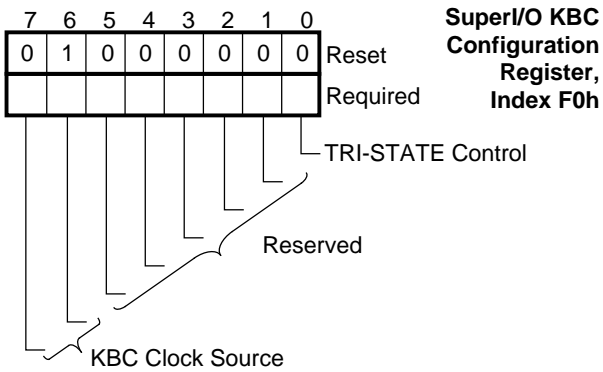 7 6 5 4 3 2 1 0
0 1 0 0 0 0 0 0 Reset
Required
SuperI/O KBC
Configuration
Register,
Index F0h
TRI-STATE Control
Reserved
KBC Clock Source